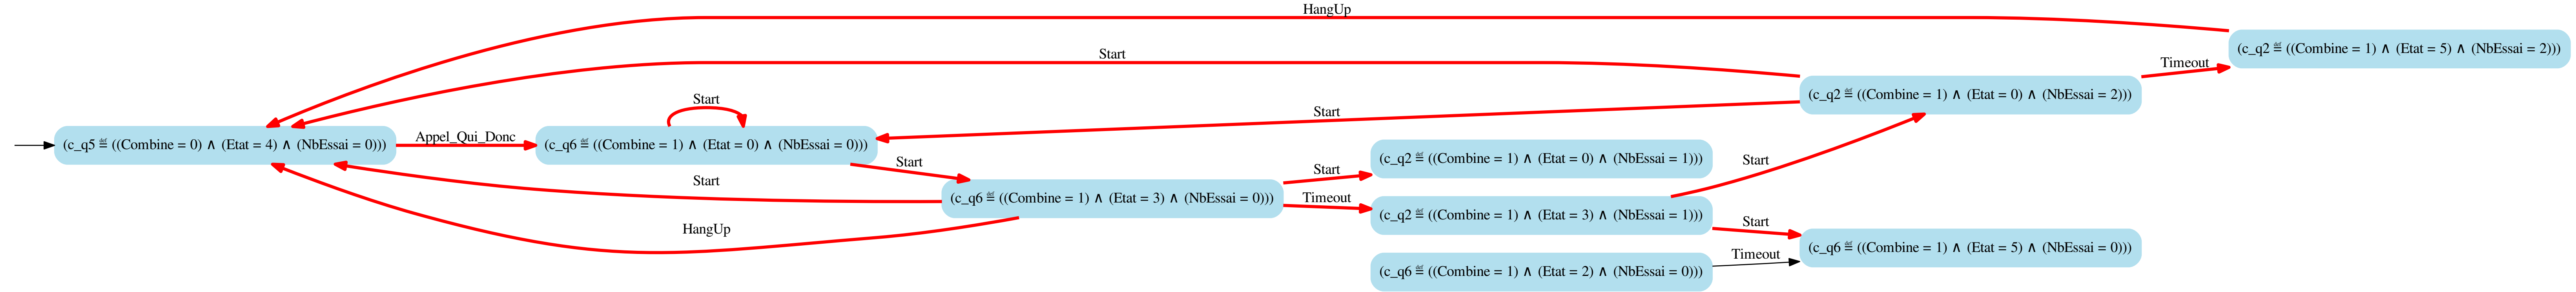 HangUp
(c_q2 ≝ ((Combine = 1) ∧ (Etat = 5) ∧ (NbEssai = 2)))
Start
Timeout
(c_q2 ≝ ((Combine = 1) ∧ (Etat = 0) ∧ (NbEssai = 2)))
Start
Start
Appel_Qui_Donc
(c_q5 ≝ ((Combine = 0) ∧ (Etat = 4) ∧ (NbEssai = 0)))
(c_q6 ≝ ((Combine = 1) ∧ (Etat = 0) ∧ (NbEssai = 0)))
Start
Start
Start
(c_q2 ≝ ((Combine = 1) ∧ (Etat = 0) ∧ (NbEssai = 1)))
Start
Start
(c_q6 ≝ ((Combine = 1) ∧ (Etat = 3) ∧ (NbEssai = 0)))
Timeout
(c_q2 ≝ ((Combine = 1) ∧ (Etat = 3) ∧ (NbEssai = 1)))
Start
HangUp
(c_q6 ≝ ((Combine = 1) ∧ (Etat = 5) ∧ (NbEssai = 0)))
Timeout
(c_q6 ≝ ((Combine = 1) ∧ (Etat = 2) ∧ (NbEssai = 0)))